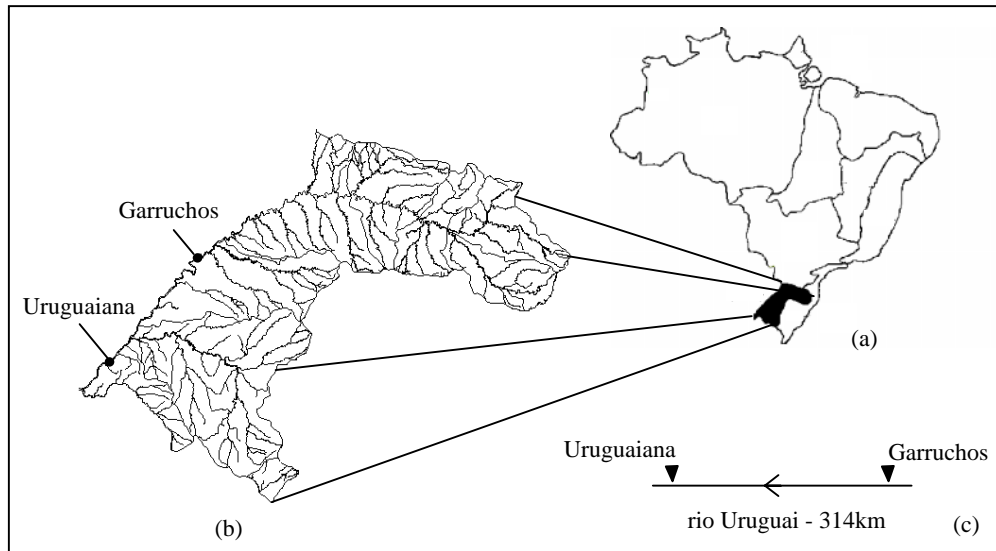 Garruchos
Uruguaiana
(a)
Uruguaiana
Garruchos
rio Uruguai - 314km
(b)
(c)